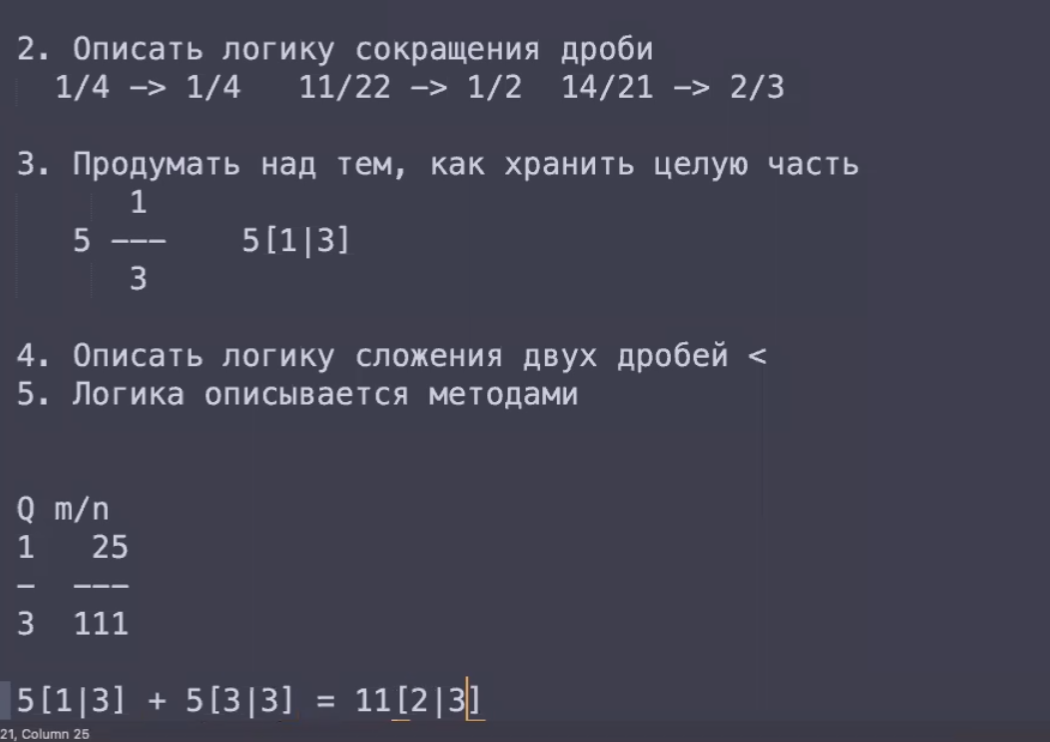 2. Описать логику сокращения дроби
1/4 —> 1/4   11/22 —> 1/2  14/21 —> 2/3
3. Продумать над тем, как хранить целую часть
1
5 ———    5[1|3]
3
4. Описать логику сложения двух дробей <
5. Логика описывается методами
Q m/n
1   25
—  ———
3  111
5[1|3] + 5[3|3] = 11[2|3]
21, Column 25